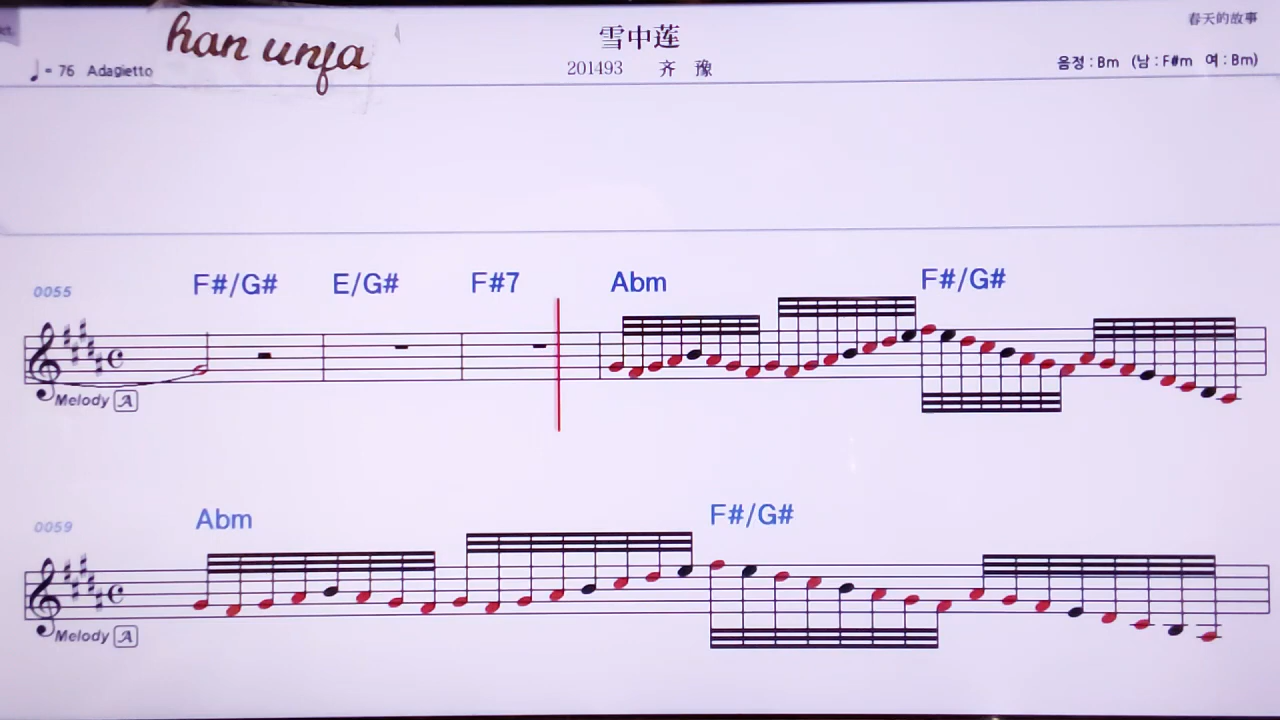 han unfa
雪中莲
春天的故事
♩= 76 Adagietto
201493 齐 豫
음정 : Bm (남 : F#m 여 : Bm)
F#/G# E/G# F#7 Abm F#/G#
0055
Melody A
Abm F#/G#
0059
Melody A